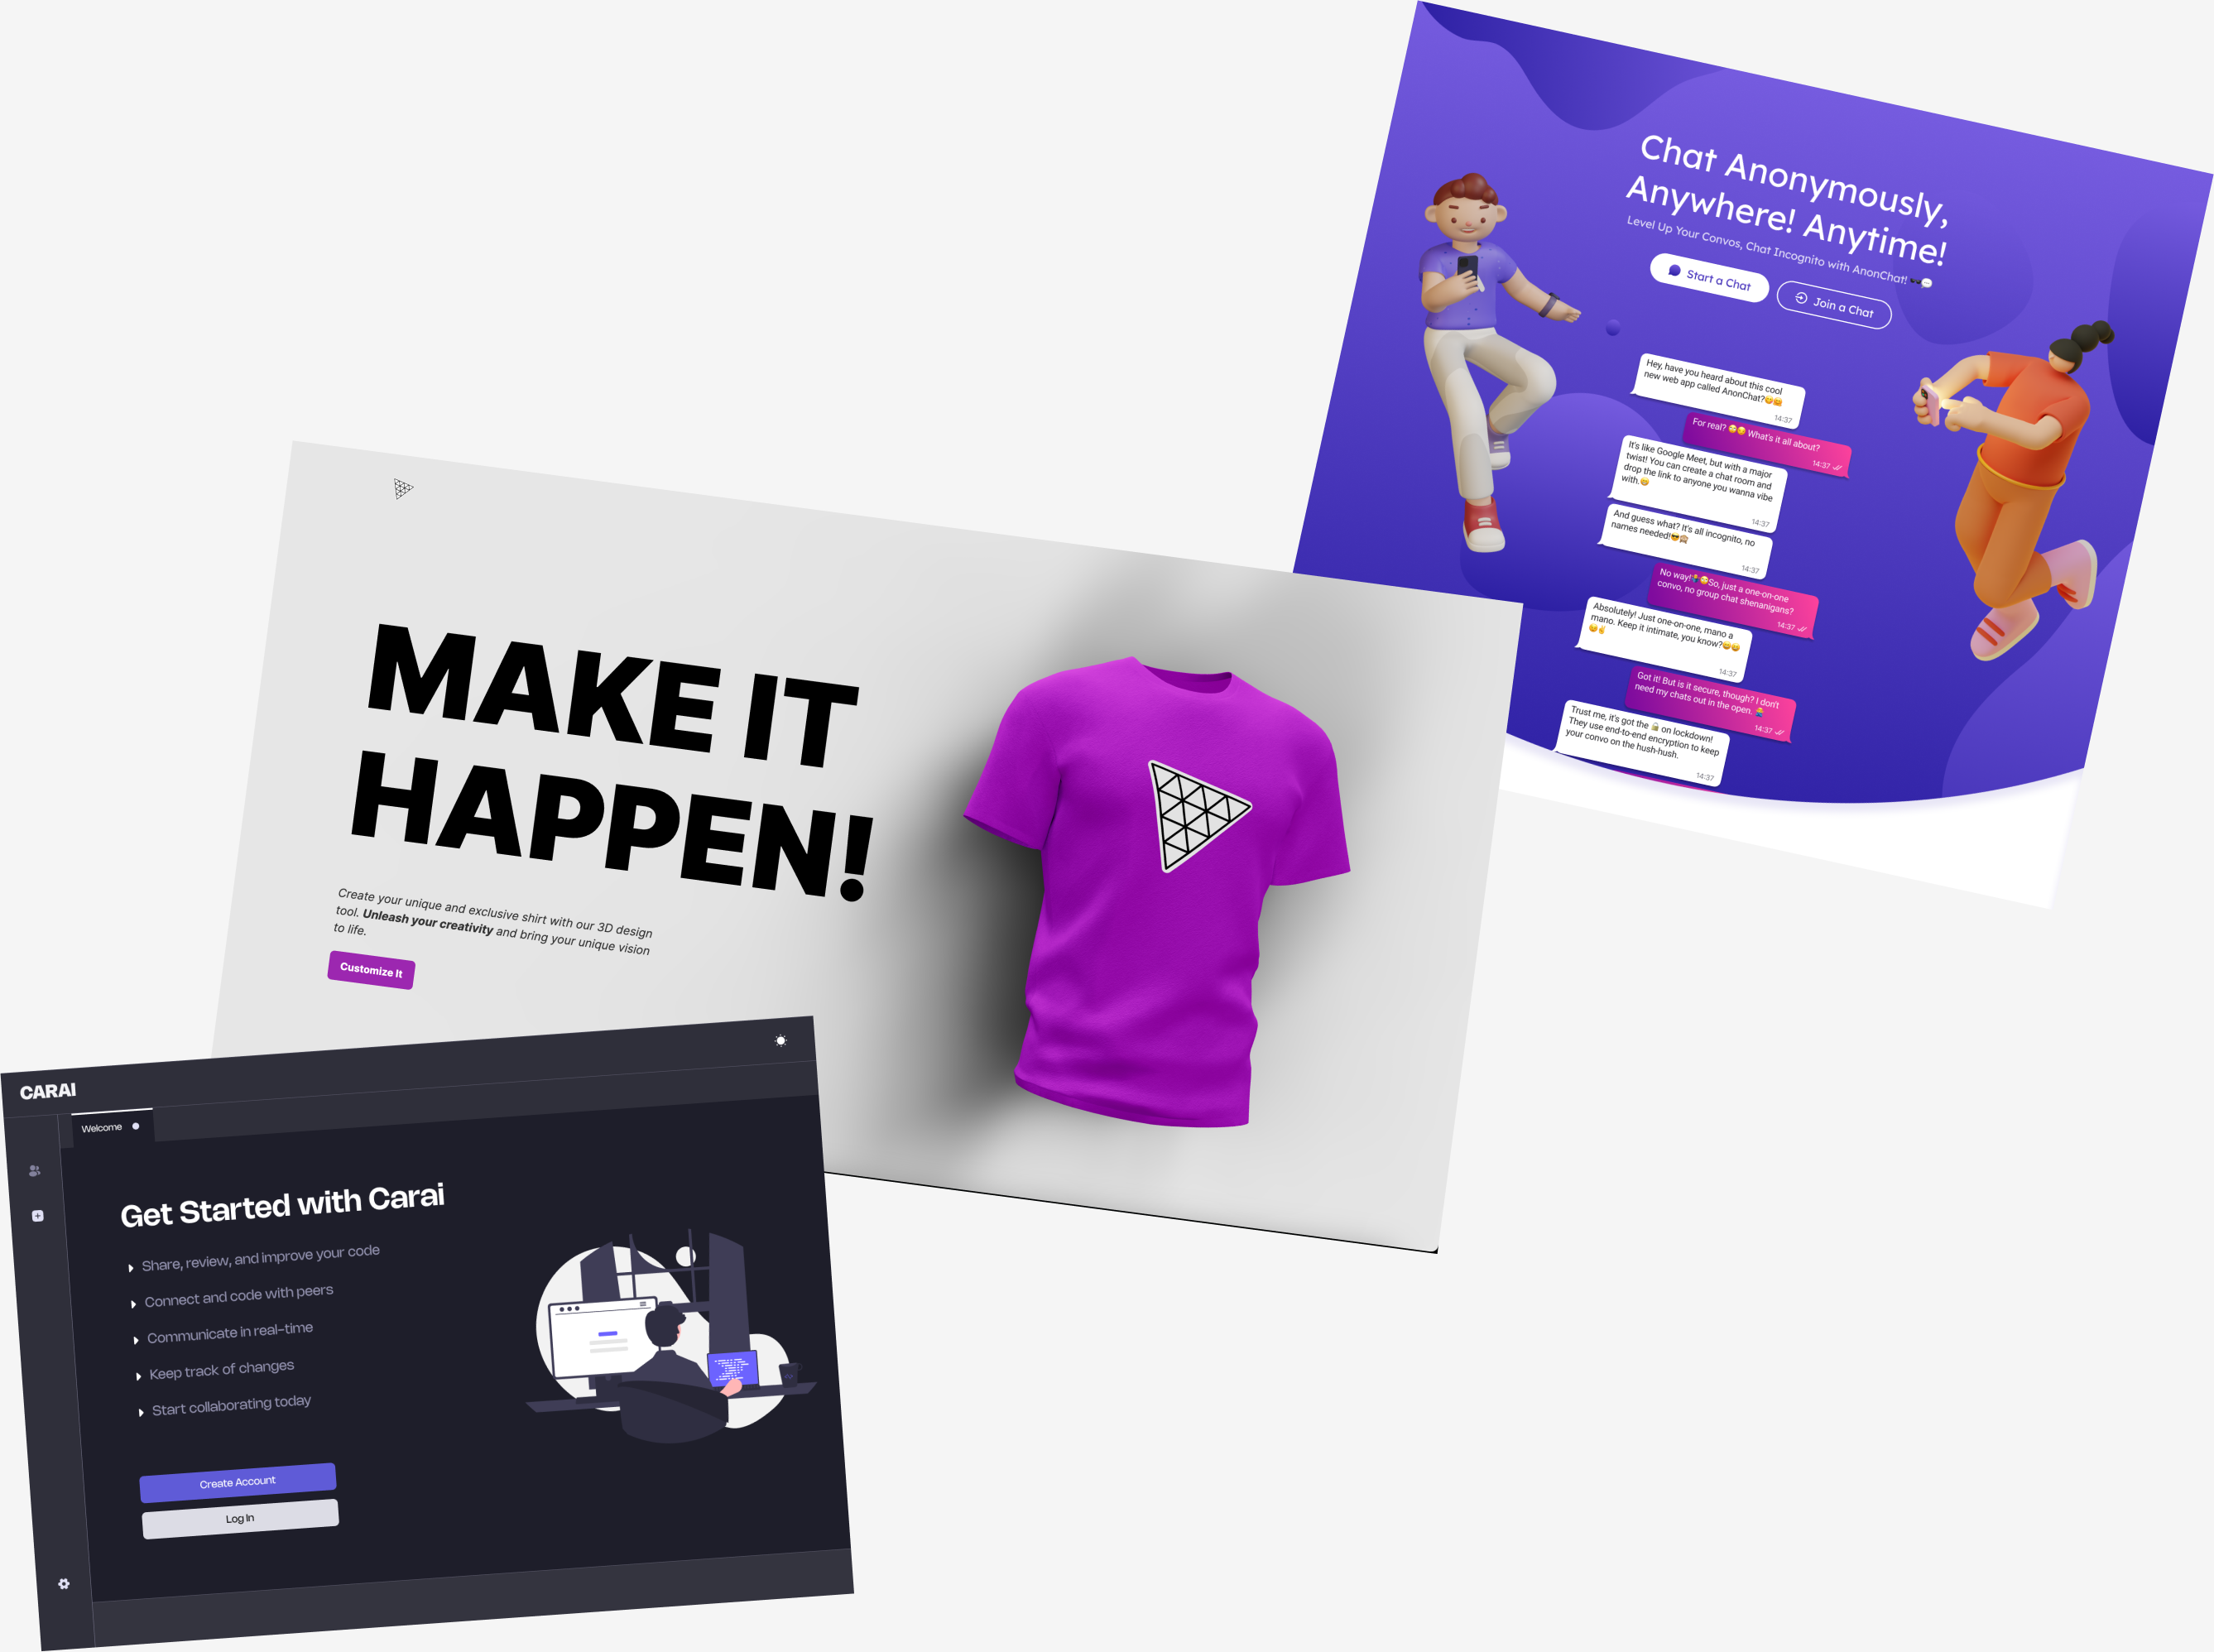 Chat Anonymously,
Anywhere! Anytime!
Level Up Your Convos, Chat Incognito with AnonChat!🕶️💬
Start a Chat
Join a Chat
Hey, have you heard about this cool
new web app called AnonChat?
14:37
For real? What's it all about?
14:37
It's like Google Meet, but with a major
twist! You can create a chat room and
drop the link to anyone you wanna vibe
with.
14:37
And guess what? It's all incognito, no
names needed!
14:37
No way! So, just a one-on-one
convo, no group chat shenanigans?
14:37
Absolutely! Just one-on-one, mano a
mano. Keep it intimate, you know?
14:37
Got it! But is it secure, though? I don't
need my chats out in the open.
14:37
Trust me, it's got the 🔒 on lockdown!
They use end-to-end encryption to keep
your convo on the hush-hush.
14:37
MAKE IT
HAPPEN!
Create your unique and exclusive shirt with our 3D design
tool. Unleash your creativity and bring your unique vision
to life.
Customize It
CARAI
Welcome
Get Started with Carai
Share, review, and improve your code
Connect and code with peers
Communicate in real-time
Keep track of changes
Start collaborating today
Create Account
Log In